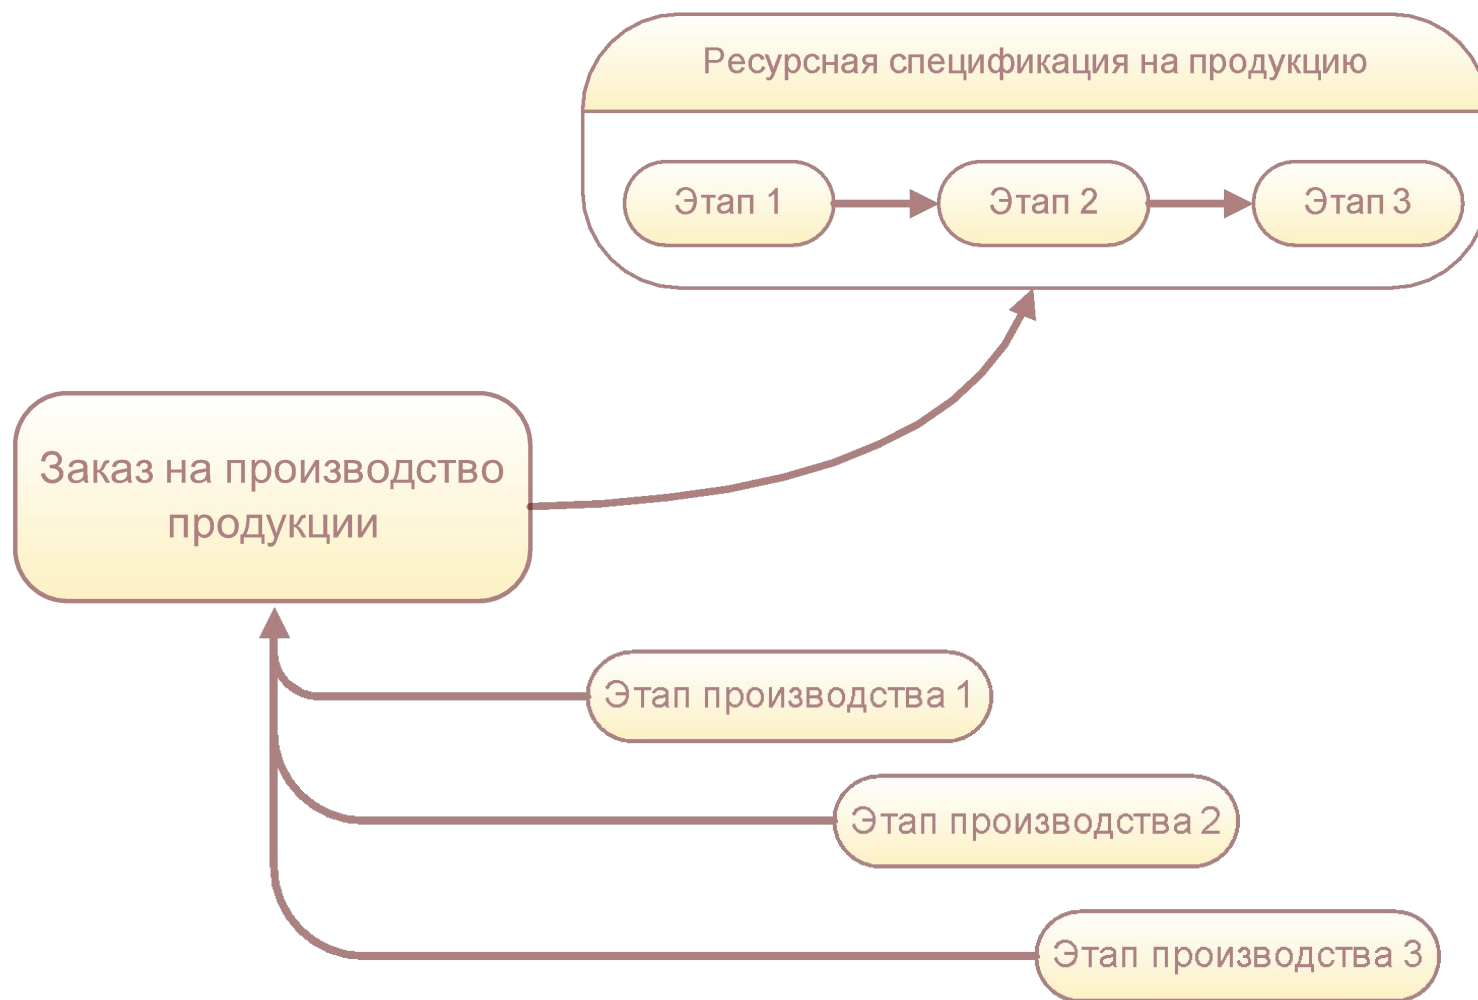 Ресурсная спецификация на продукцию
Этап 1
Этап 2
Этап 3
Заказ на производство
продукции
Этап производства 1
Этап производства 2
Этап производства 3